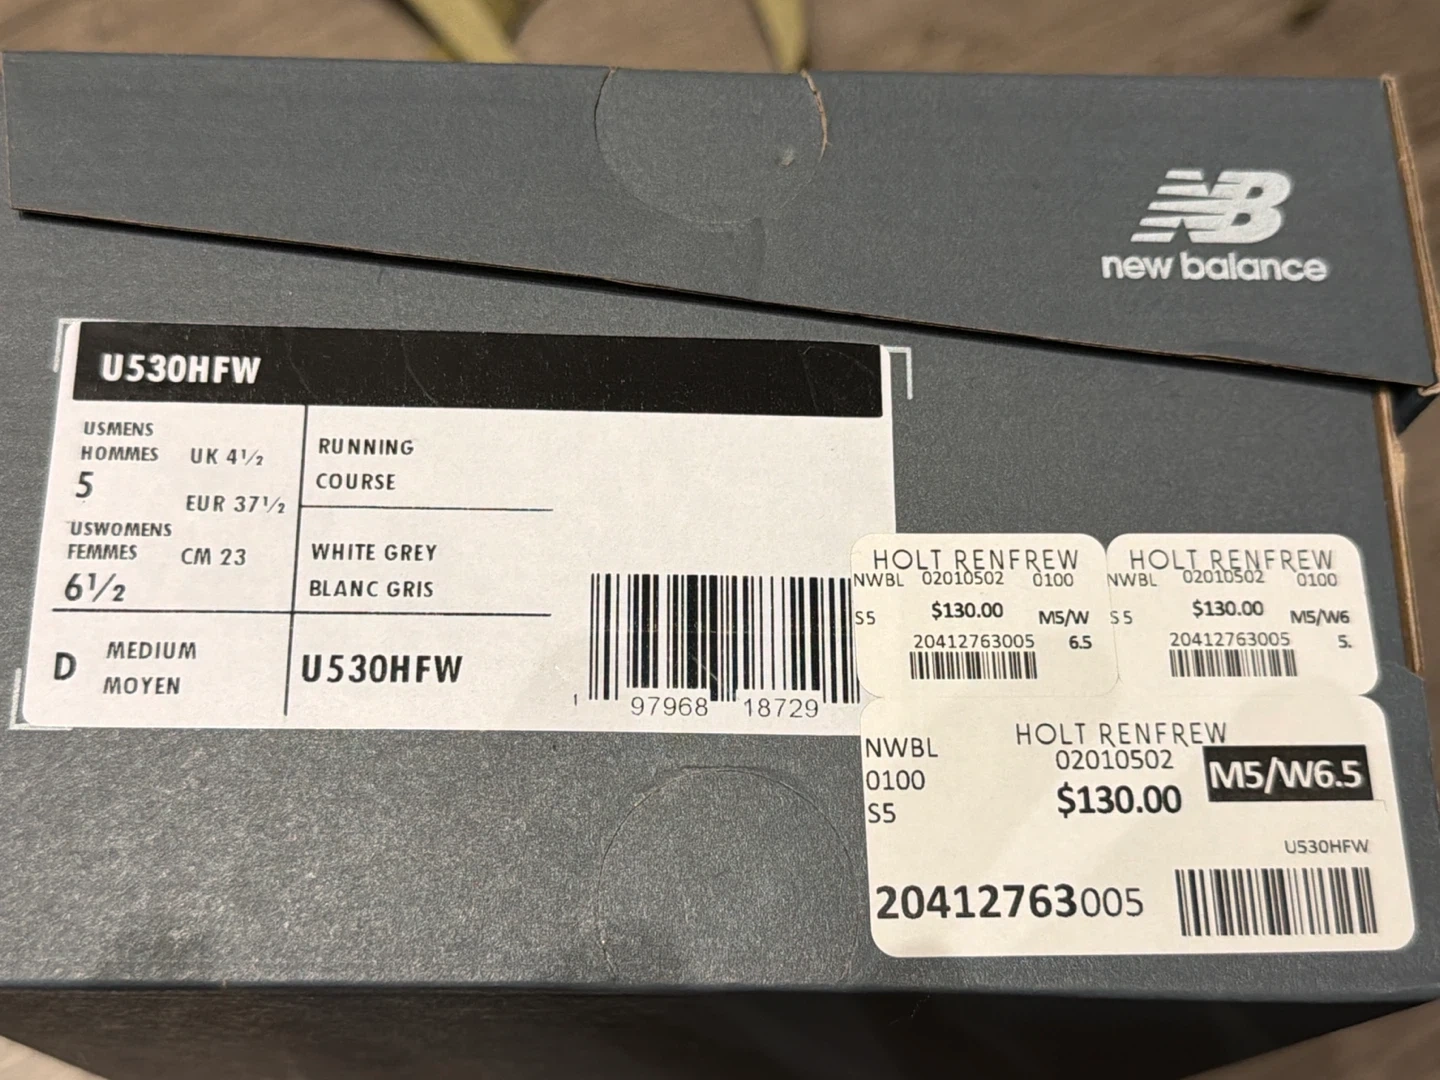 NB
new balance
U530HFW
USMENS
HOMMES
5
UK 4½
EUR 37½
USWOMENS
FEMMES
6½
CM 23
RUNNING
COURSE
WHITE GREY
BLANC GRIS
D
MEDIUM
MOYEN
U530HFW
1 97968 18729
HOLT RENFREW
NWBL 02010502 0100
S5 $130.00 M5/W
20412763005 6.5
HOLT RENFREW
NWBL 02010502 0100
S5 $130.00 M5/W6
20412763005 5.
HOLT RENFREW
NWBL 02010502
0100
S5
$130.00
M5/W6.5
U530HFW
20412763005